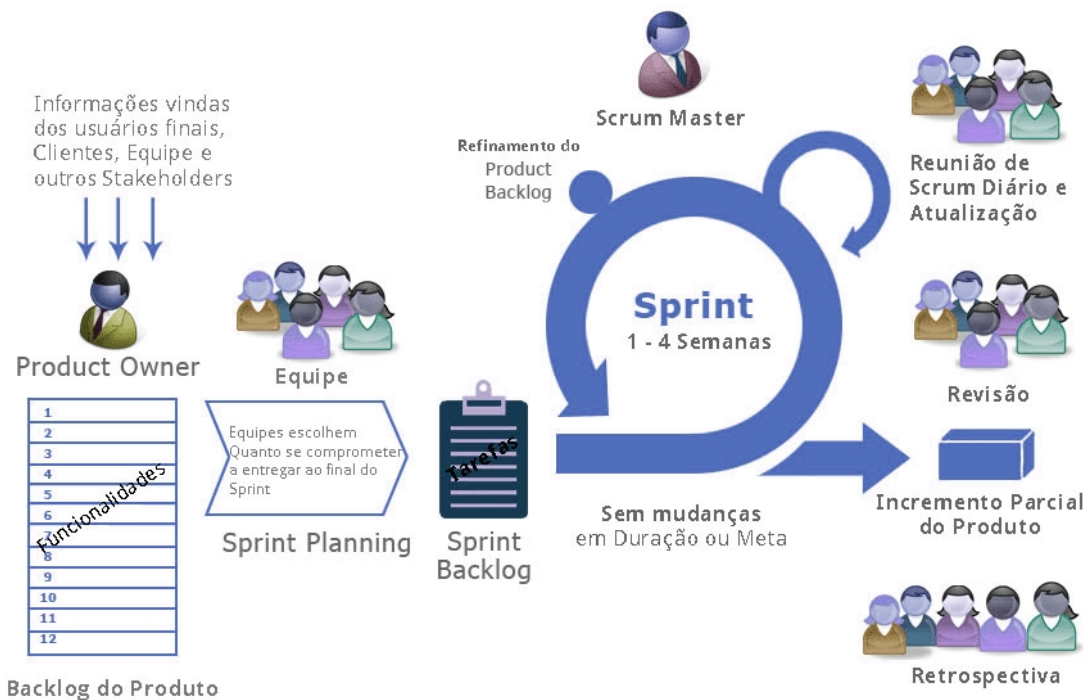 Scrum Master
Informações vindas
dos usuários finais,
Clientes, Equipe e
outros Stakeholders
Refinamento do
Product
Backlog
Reunião de
Scrum Diário e
Atualização
Sprint
1 - 4 Semanas
Product Owner
Equipe
Revisão
1
2
3
4
5
6
7
8
9
10
11
12
Funcionalidades
Equipes escolhem
Quanto se comprometer
a entregar ao final do
Sprint
Tarefas
Sprint Planning
Sprint
Backlog
Sem mudanças
em Duração ou Meta
Incremento Parcial
do Produto
Retrospectiva
Backlog do Produto